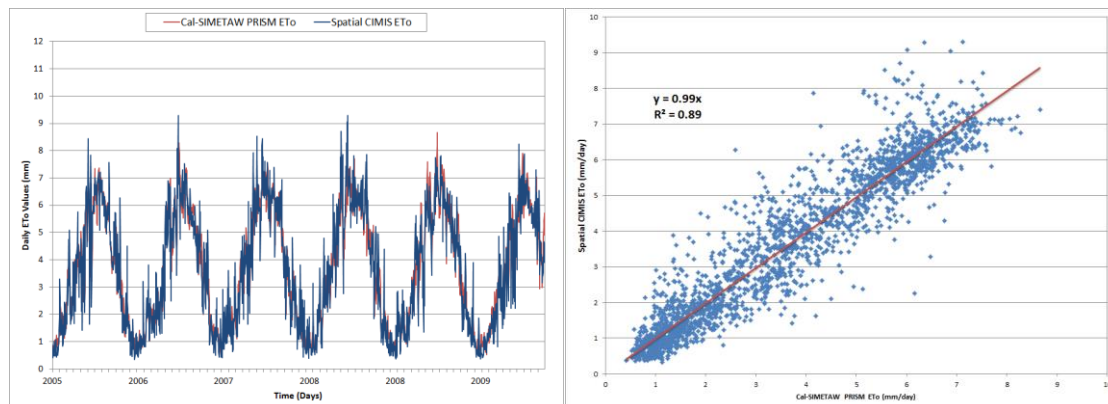 Cal-SIMETAW PRISM ETo Spatial CIMIS ETo
12
11
10
9
8
7
6
5
4
3
2
1
0
Daily ETo Values (mm)
2005 2006 2007 2008 2008 2009
Time (Days)
10
9
8
7
6
5
4
3
2
1
0
Spatial CIMIS ETo (mm/day)
y = 0.99x
R² = 0.89
0 1 2 3 4 5 6 7 8 9 10
Cal-SIMETAW PRISM ETo (mm/day)